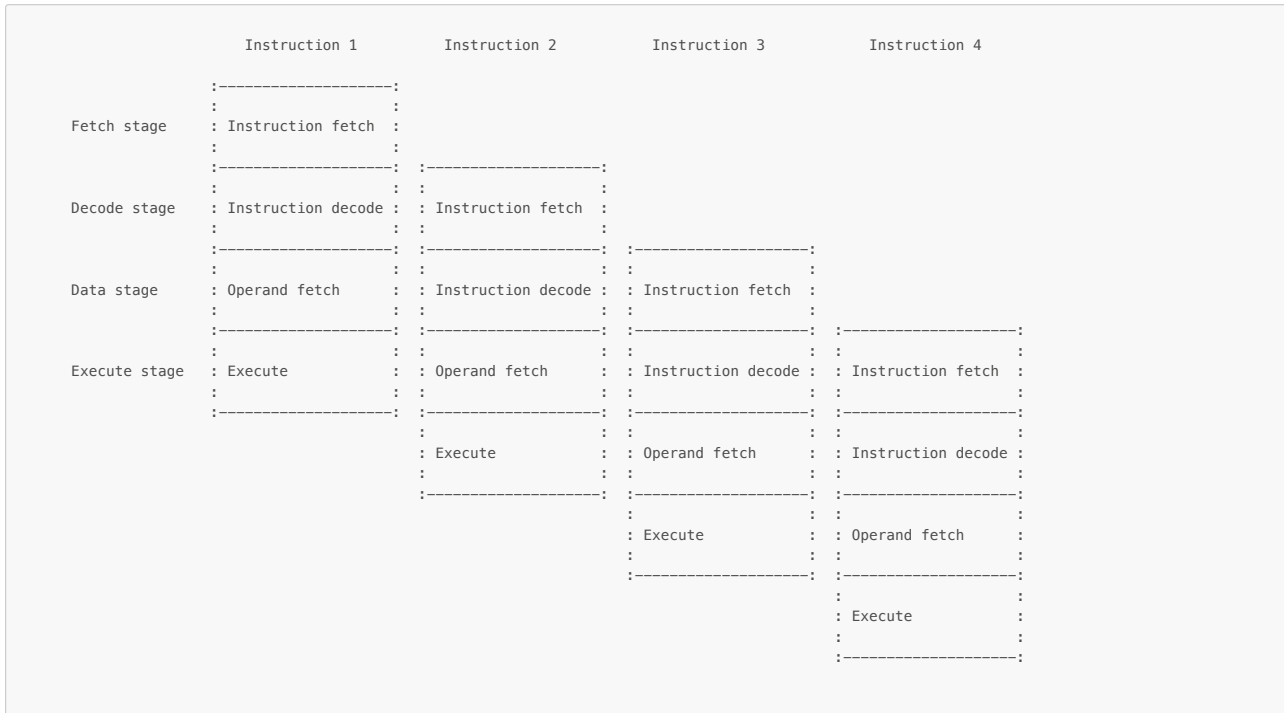 Instruction 1 Instruction 2 Instruction 3 Instruction 4
:--------------------:
: :
Fetch stage : Instruction fetch :
: :
:--------------------: :--------------------:
: : : :
Decode stage : Instruction decode : : Instruction fetch :
: : : :
:--------------------: :--------------------: :--------------------:
: : : : : :
Data stage : Operand fetch : : Instruction decode : : Instruction fetch :
: : : : : :
:--------------------: :--------------------: :--------------------: :--------------------:
: : : : : : : :
Execute stage : Execute : : Operand fetch : : Instruction decode : : Instruction fetch :
: : : : : : : :
:--------------------: :--------------------: :--------------------: :--------------------:
: : : : : :
: Execute : : Operand fetch : : Instruction decode :
: : : : : :
:--------------------: :--------------------: :--------------------:
: : : :
: Execute : : Operand fetch :
: : : :
:--------------------: :--------------------:
: :
: Execute :
: :
:--------------------: